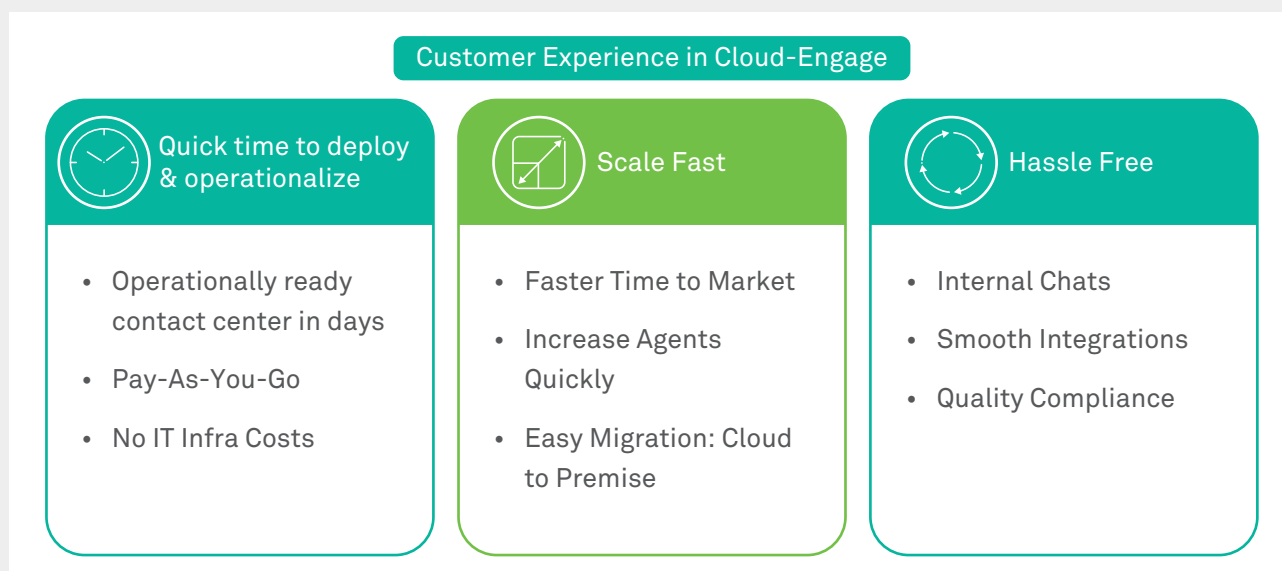 Customer Experience in Cloud-Engage
Quick time to deploy
& operationalize
• Operationally ready
contact center in days
• Pay-As-You-Go
• No IT Infra Costs
Scale Fast
• Faster Time to Market
• Increase Agents
Quickly
• Easy Migration: Cloud
to Premise
Hassle Free
• Internal Chats
• Smooth Integrations
• Quality Compliance